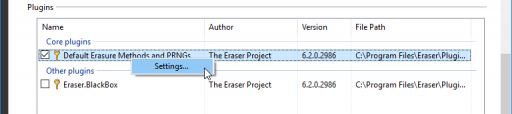 Plugins
Name Author Version File Path
Core plugins
Default Erasure Methods and PRNGs The Eraser Project 6.2.0.2986 C:\Program Files\Eraser\Plugi...
Settings...
Other plugins
Eraser.BlackBox The Eraser Project 6.2.0.2986 C:\Program Files\Eraser\Plugi...